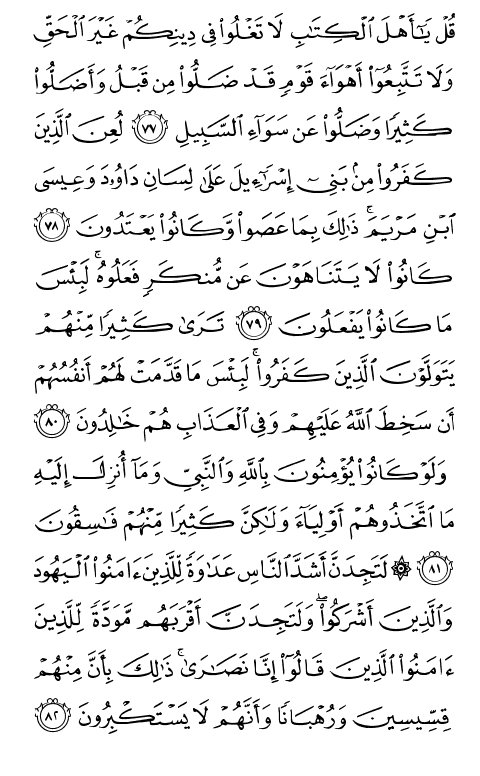 قُلْ يَـٰٓأَهْلَ ٱلْكِتَـٰبِ لَا تَغْلُوا۟ فِى دِينِكُمْ غَيْرَ ٱلْحَقِّ
وَلَا تَتَّبِعُوٓا۟ أَهْوَآءَ قَوْمٍ قَدْ ضَلُّوا۟ مِن قَبْلُ وَأَضَلُّوا۟
كَثِيرًا وَضَلُّوا۟ عَن سَوَآءِ ٱلسَّبِيلِ ٧٧ لُعِنَ ٱلَّذِينَ
كَفَرُوا۟ مِنۢ بَنِىٓ إِسْرَٰٓءِيلَ عَلَىٰ لِسَانِ دَاوُۥدَ وَعِيسَى
ٱبْنِ مَرْيَمَ ۚ ذَٰلِكَ بِمَا عَصَوا۟ وَّكَانُوا۟ يَعْتَدُونَ ٧٨
كَانُوا۟ لَا يَتَنَاهَوْنَ عَن مُّنكَرٍ فَعَلُوهُ ۚ لَبِئْسَ
مَا كَانُوا۟ يَفْعَلُونَ ٧٩ تَرَىٰ كَثِيرًا مِّنْهُمْ
يَتَوَلَّوْنَ ٱلَّذِينَ كَفَرُوا۟ ۚ لَبِئْسَ مَا قَدَّمَتْ لَهُمْ أَنفُسُهُمْ
أَن سَخِطَ ٱللَّهُ عَلَيْهِمْ وَفِى ٱلْعَذَابِ هُمْ خَـٰلِدُونَ ٨٠
وَلَوْ كَانُوا۟ يُؤْمِنُونَ بِٱللَّهِ وَٱلنَّبِىِّ وَمَآ أُنزِلَ إِلَيْهِ
مَا ٱتَّخَذُوهُمْ أَوْلِيَآءَ وَلَـٰكِنَّ كَثِيرًا مِّنْهُمْ فَـٰسِقُونَ
٨١ ۞ لَتَجِدَنَّ أَشَدَّ ٱلنَّاسِ عَدَٰوَةً لِّلَّذِينَ ءَامَنُوا۟ ٱلْيَهُودَ
وَٱلَّذِينَ أَشْرَكُوا۟ ۖ وَلَتَجِدَنَّ أَقْرَبَهُم مَّوَدَّةً لِّلَّذِينَ
ءَامَنُوا۟ ٱلَّذِينَ قَالُوٓا۟ إِنَّا نَصَـٰرَىٰ ۚ ذَٰلِكَ بِأَنَّ مِنْهُمْ
قِسِّيسِينَ وَرُهْبَانًا وَأَنَّهُمْ لَا يَسْتَكْبِرُونَ ٨٢